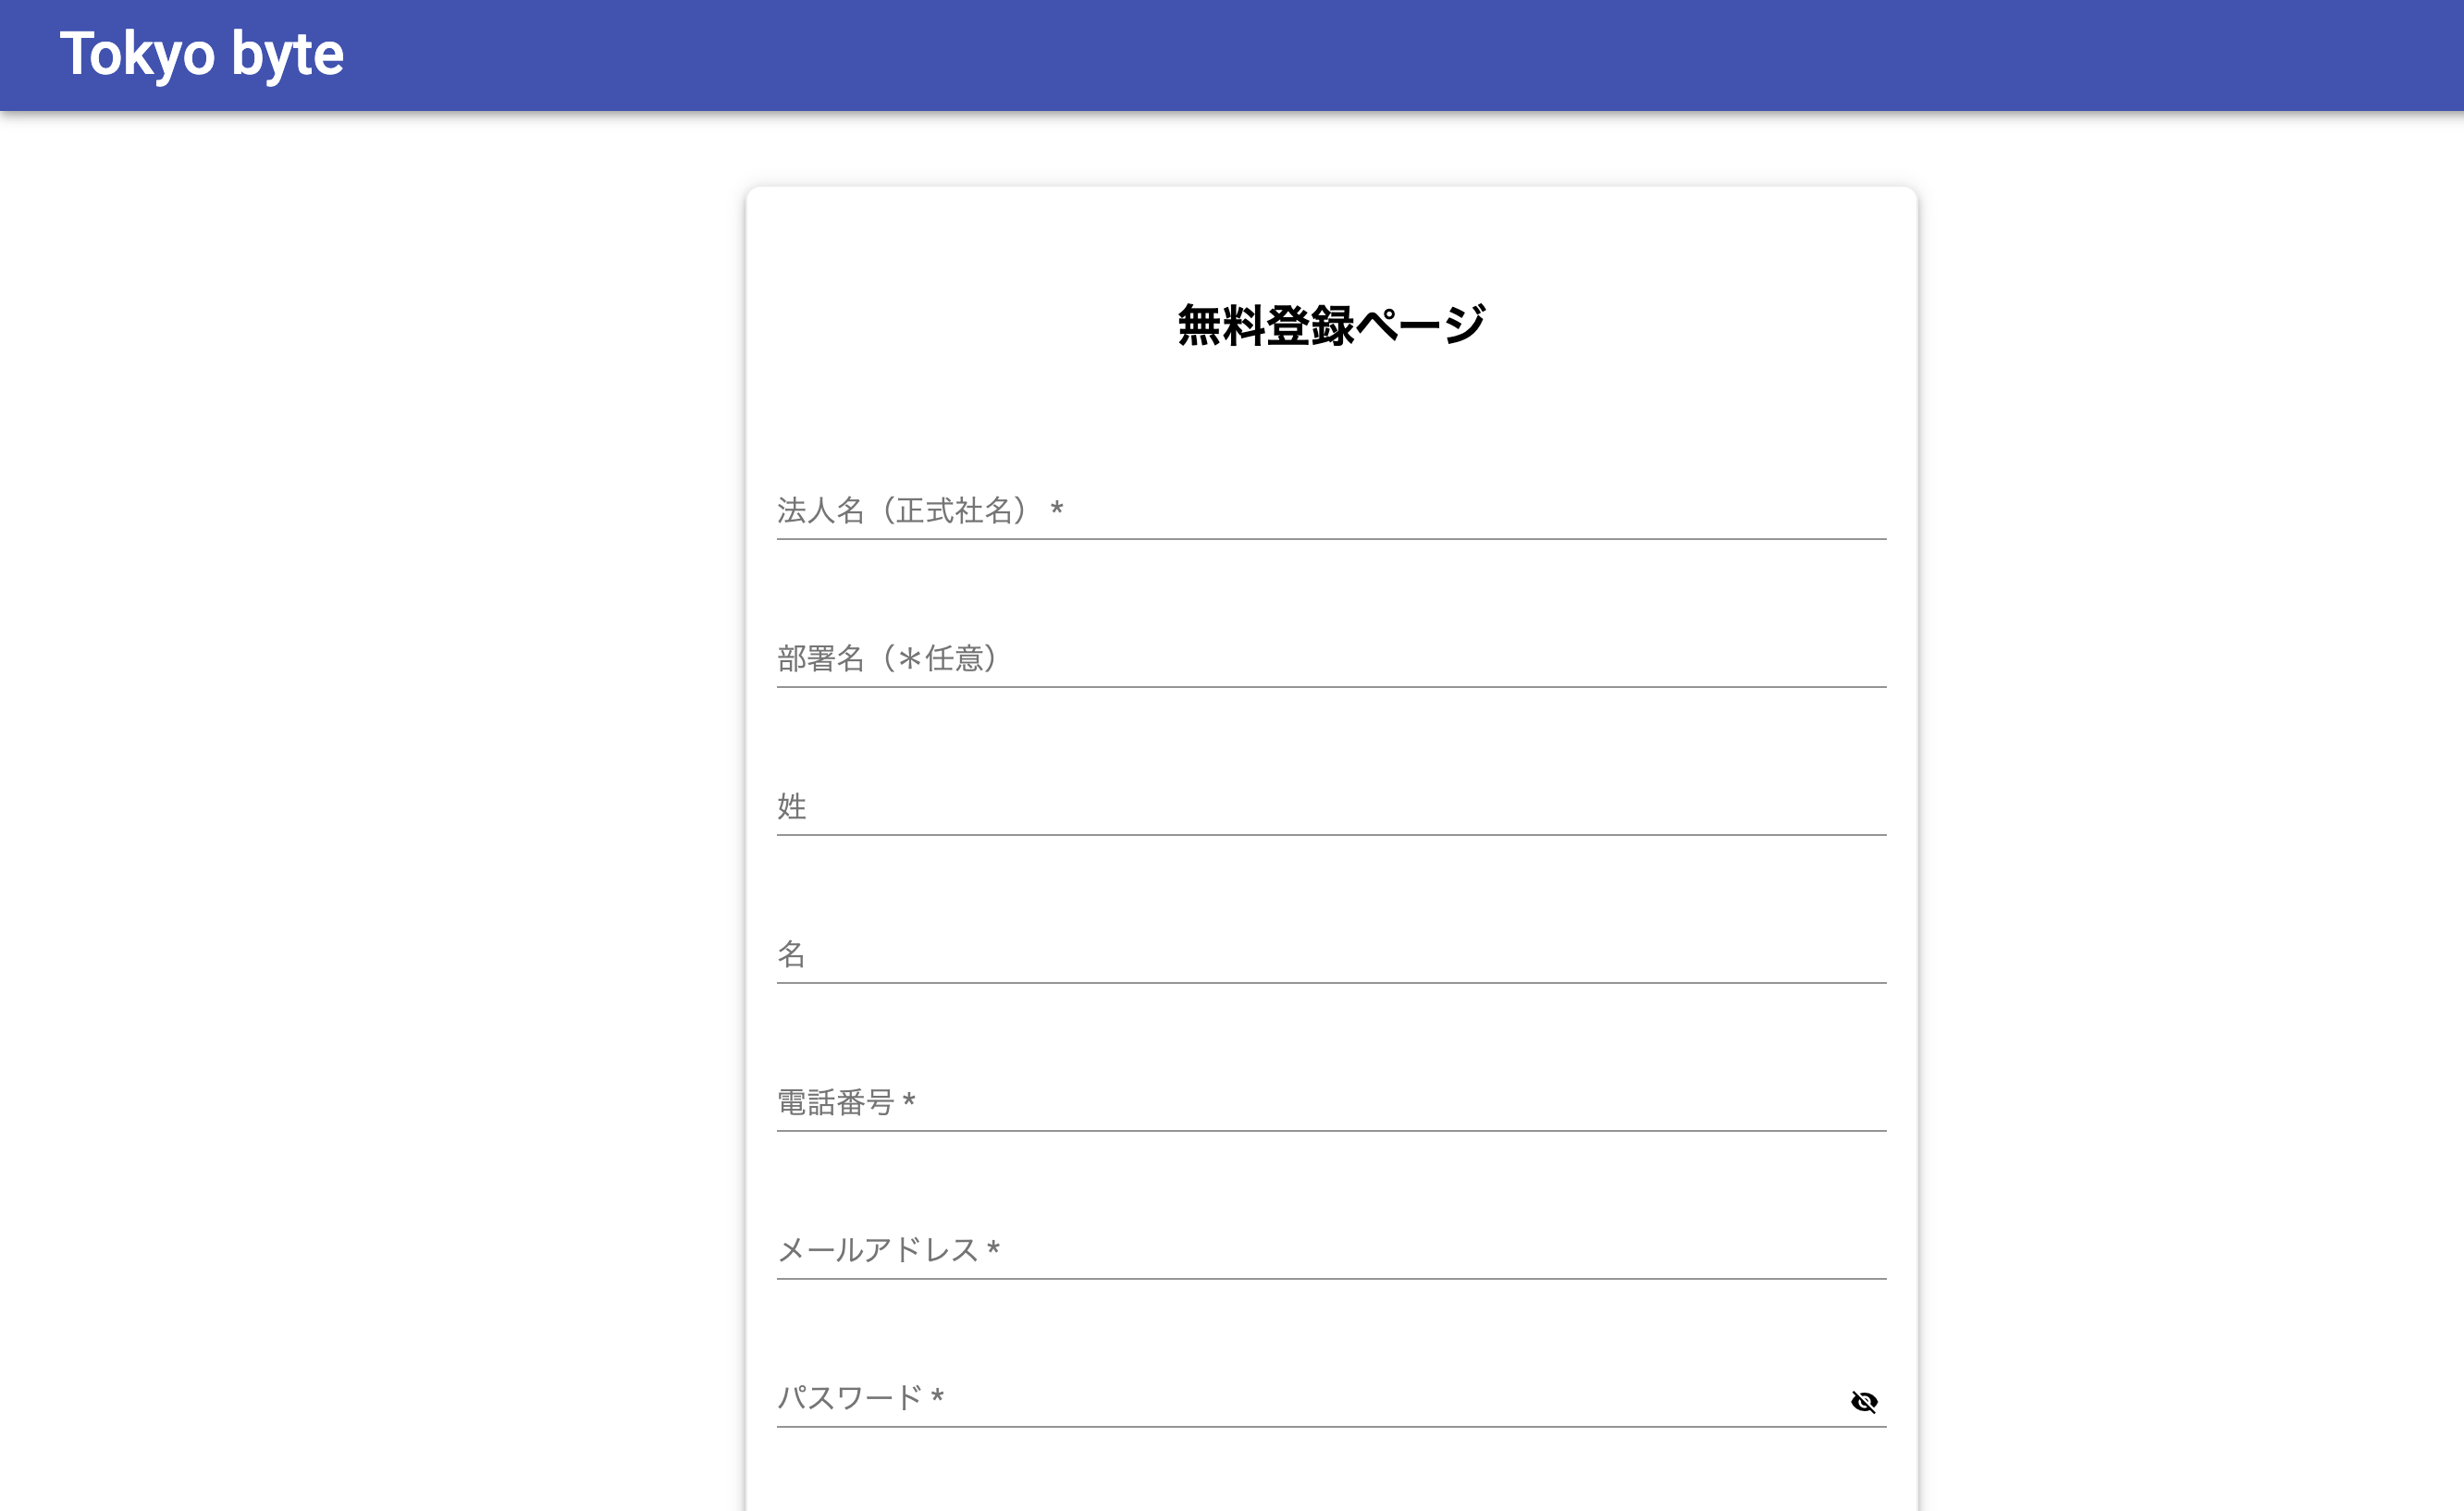 Tokyo byte
無料登録ページ
法人名（正式社名） *
部署名（＊任意）
姓
名
電話番号 *
メールアドレス *
パスワード *